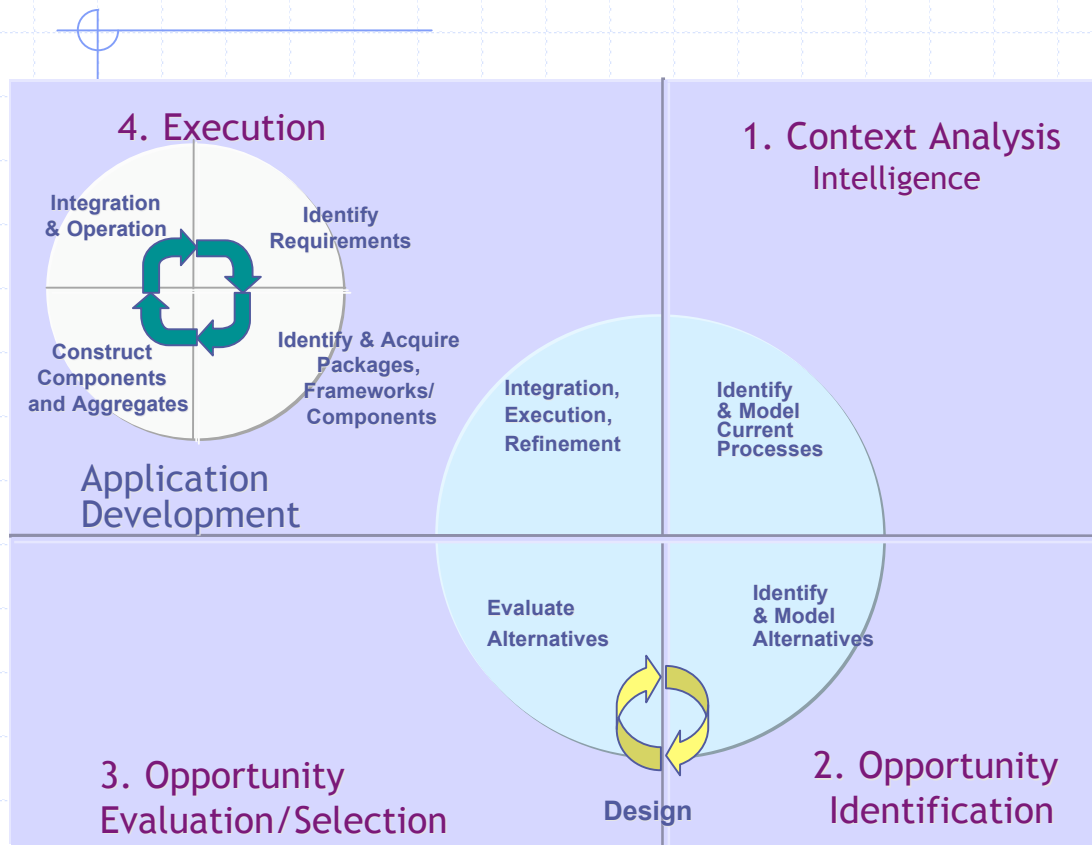 4. Execution
Integration
& Operation
Identify
Requirements
Construct
Components
and Aggregates
Identify & Acquire
Packages,
Frameworks/
Components
Application
Development
1. Context Analysis
Intelligence
Integration,
Execution,
Refinement
Identify
& Model
Current
Processes
Evaluate
Alternatives
Identify
& Model
Alternatives
3. Opportunity
Evaluation/Selection
Design
2. Opportunity
Identification